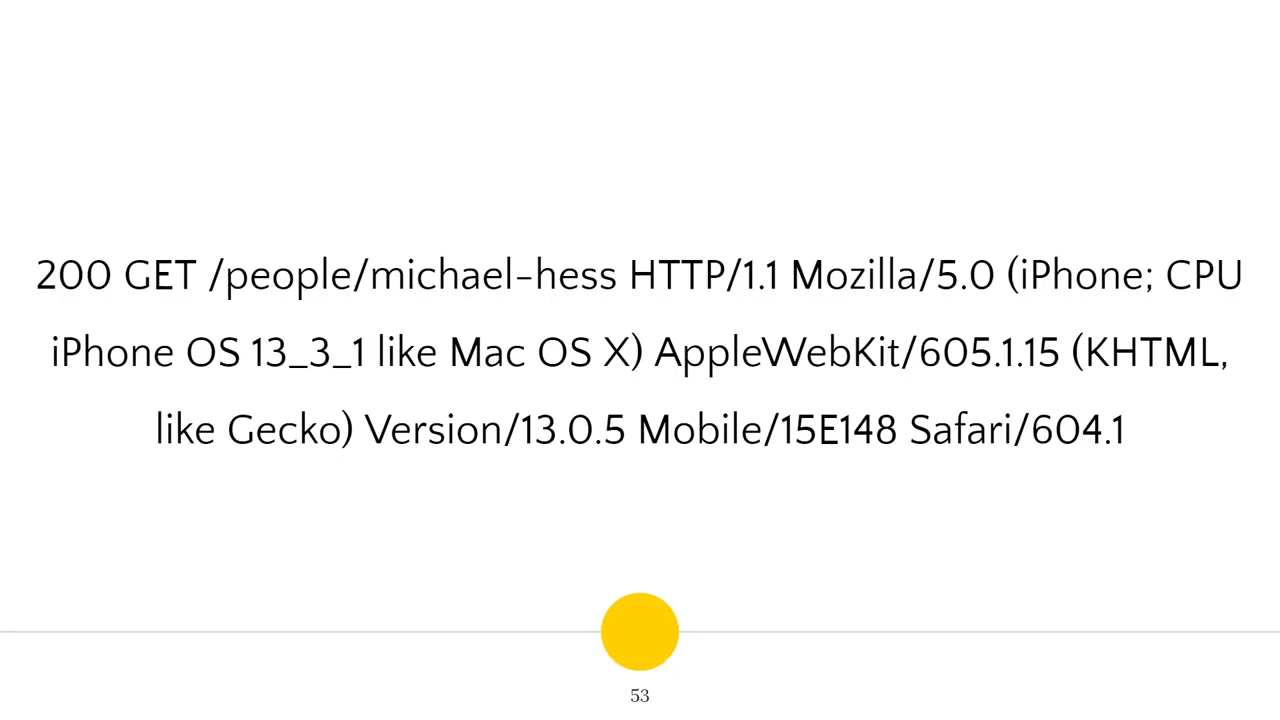 200 GET /people/michael-hess HTTP/1.1 Mozilla/5.0 (iPhone; CPU
iPhone OS 13_3_1 like Mac OS X) AppleWebKit/605.1.15 (KHTML,
like Gecko) Version/13.0.5 Mobile/15E148 Safari/604.1
53